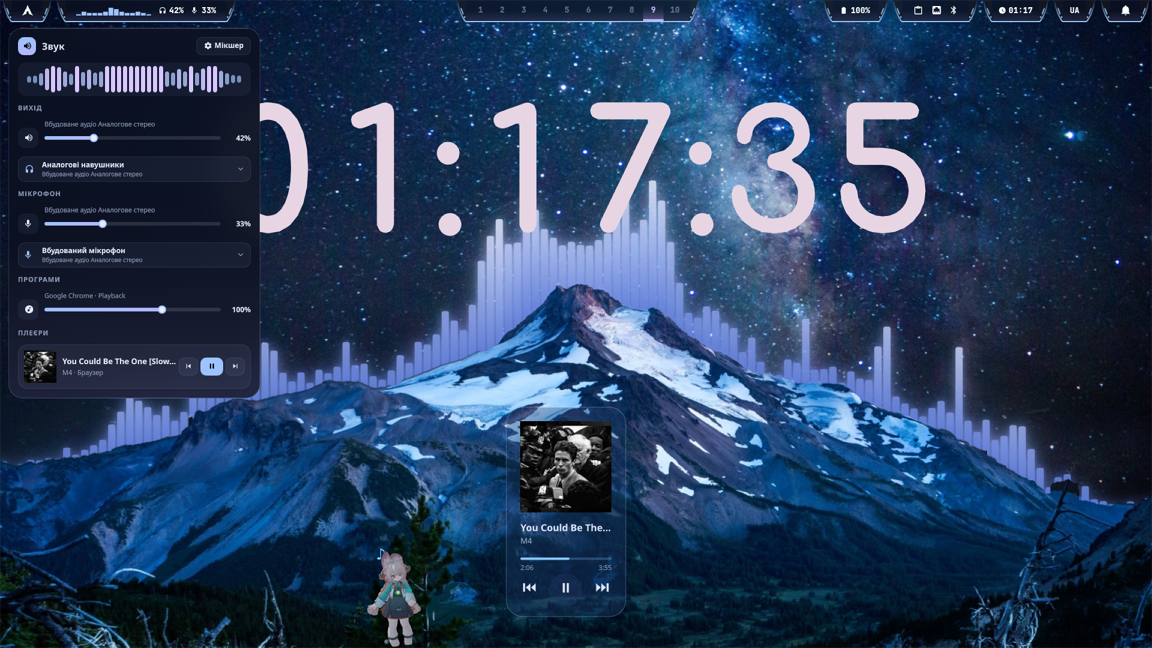 42% 33%
1 2 3 4 5 6 7 8 9 10
100%
01:17
UA
Звук
Мікшер
ВИХІД
Вбудоване аудіо Аналогове стерео
42%
Аналогові навушники
Вбудоване аудіо Аналогове стерео
МІКРОФОН
Вбудоване аудіо Аналогове стерео
33%
Вбудований мікрофон
Вбудоване аудіо Аналогове стерео
ПРОГРАМИ
Google Chrome · Playback
100%
ПЛЕЄРИ
You Could Be The One [Slow...
M4 · Браузер
01:17:35
You Could Be The...
M4
2:06 3:55